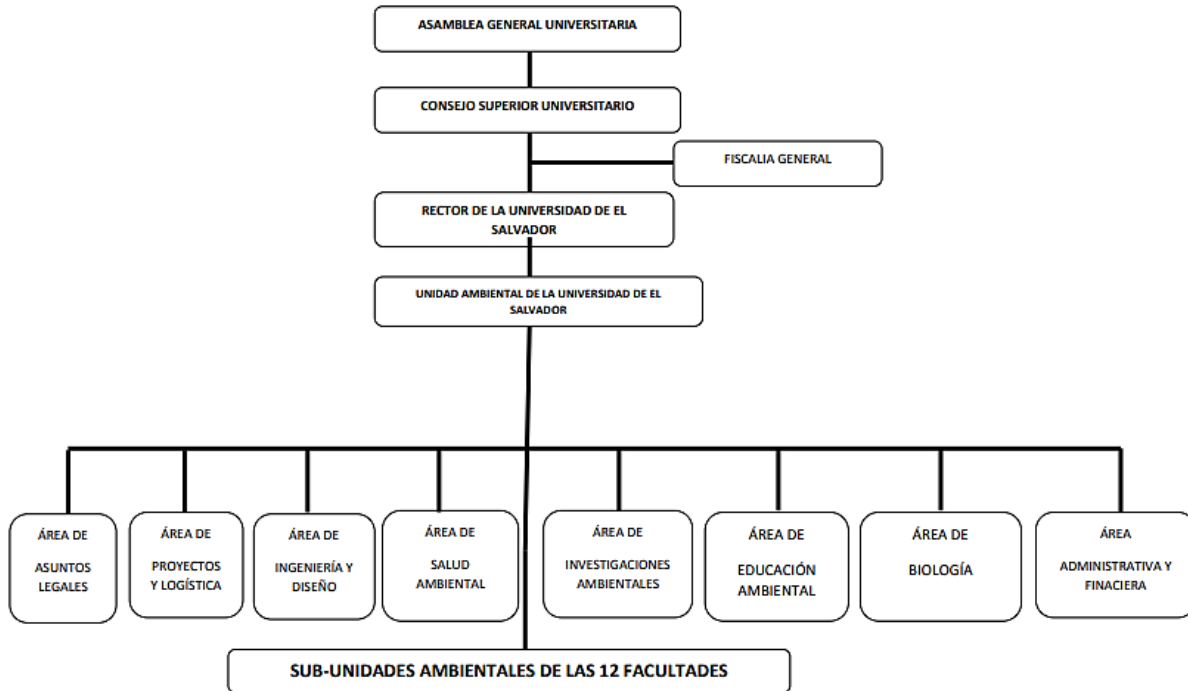 ASAMBLEA GENERAL UNIVERSITARIA
CONSEJO SUPERIOR UNIVERSITARIO
FISCALIA GENERAL
RECTOR DE LA UNIVERSIDAD DE EL
SALVADOR
UNIDAD AMBIENTAL DE LA UNIVERSIDAD DE EL
SALVADOR
ÁREA DE
ASUNTOS
LEGALES
ÁREA DE
PROYECTOS
Y LOGÍSTICA
ÁREA DE
INGENIERÍA Y
DISEÑO
ÁREA DE
SALUD
AMBIENTAL
ÁREA DE
INVESTIGACIONES
AMBIENTALES
ÁREA DE
EDUCACIÓN
AMBIENTAL
ÁREA DE
BIOLOGÍA
ÁREA
ADMINISTRATIVA Y
FINACIERA
SUB-UNIDADES AMBIENTALES DE LAS 12 FACULTADES